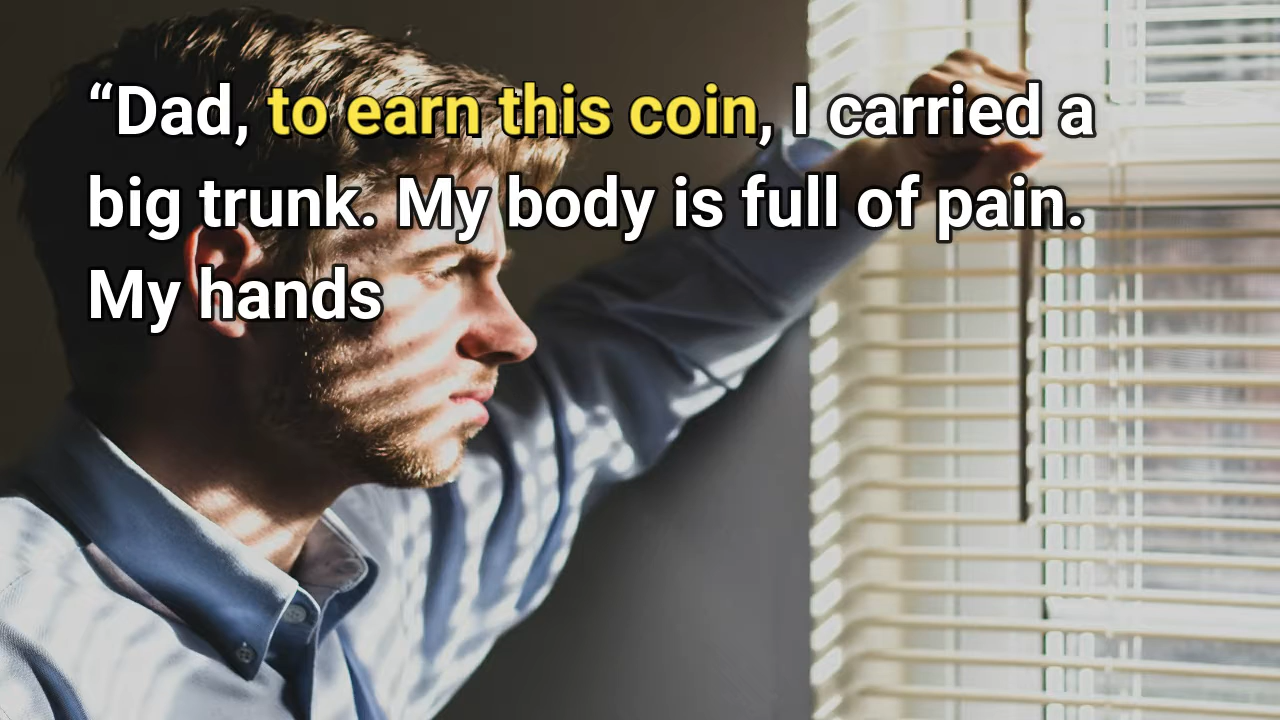 “Dad, to earn this coin, I carried a
big trunk. My body is full of pain.
My hands